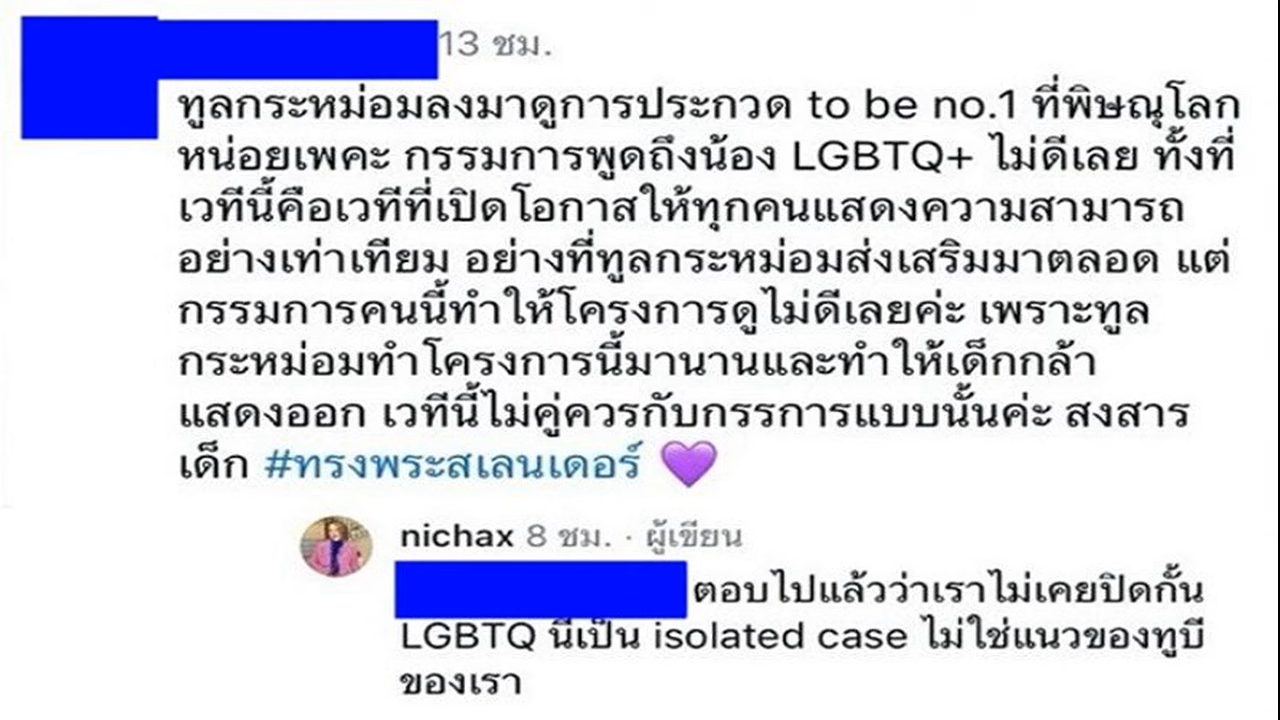 13 ชม.
ทูลกระหม่อมลงมาดูการประกวด to be no.1 ที่พิษณุโลก
หน่อยเพคะ กรรมการพูดถึงน้อง LGBTQ+ ไม่ดีเลย ทั้งที่
เวทีนี้คือเวทีที่เปิดโอกาสให้ทุกคนแสดงความสามารถ
อย่างเท่าเทียม อย่างที่ทูลกระหม่อมส่งเสริมมาตลอด แต่
กรรมการคนนี้ทำให้โครงการดูไม่ดีเลยค่ะ เพราะทูล
กระหม่อมทำโครงการนี้มานานและทำให้เด็กกล้า
แสดงออก เวทีนี้ไม่คู่ควรกับกรรการแบบนั้นค่ะ สงสาร
เด็ก #ทรงพระสเลนเดอร์ 💜
nichax 8 ชม. · ผู้เขียน
ตอบไปแล้วว่าเราไม่เคยปิดกั้น
LGBTQ นี่เป็น isolated case ไม่ใช่แนวของทูบี
ของเรา